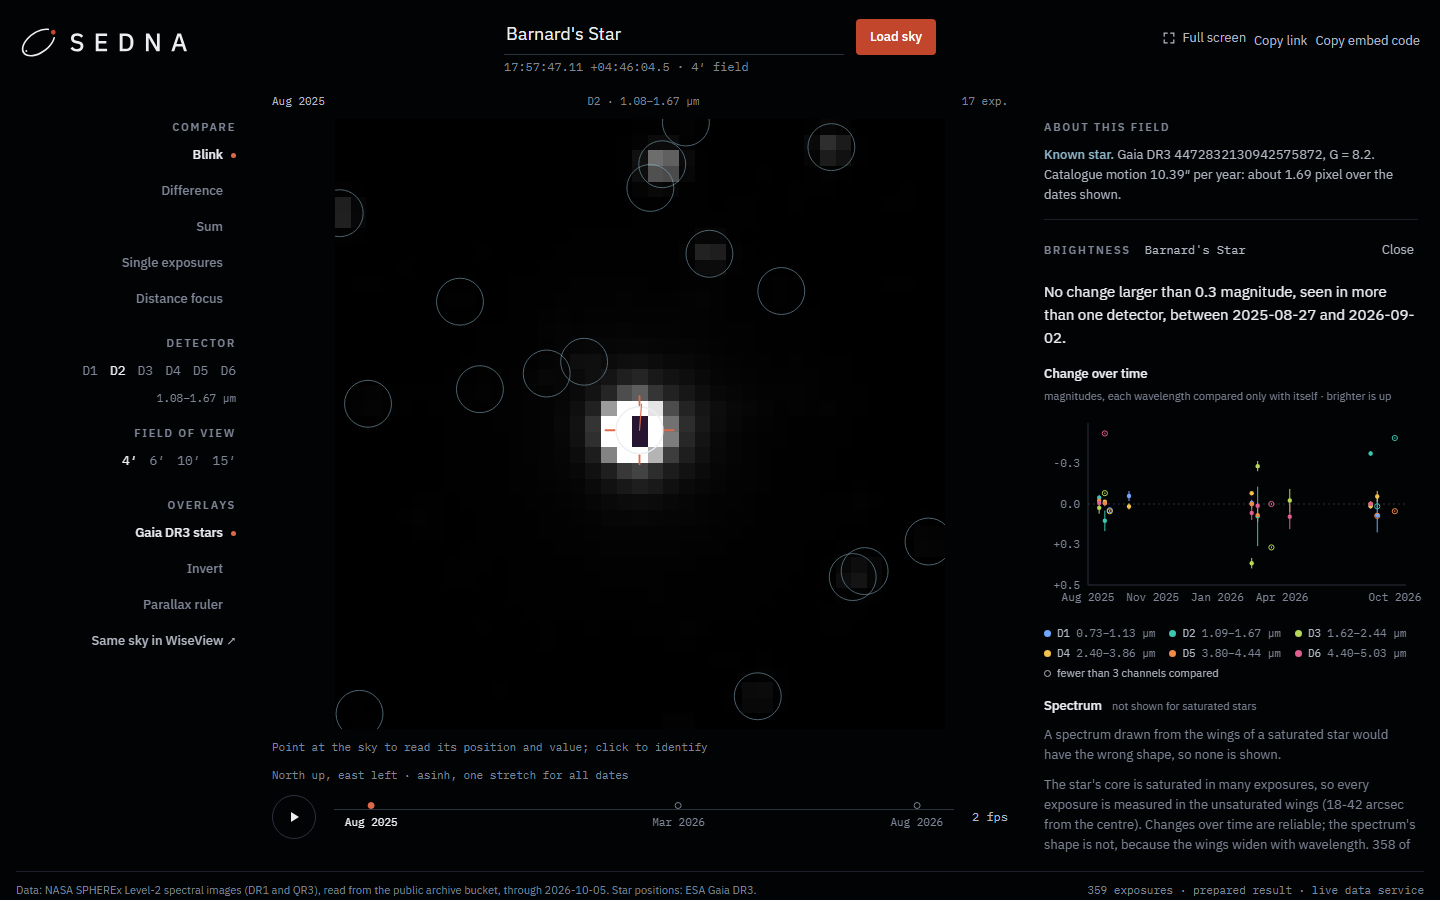 SEDNA
Barnard's Star
Load sky
Full screen
Copy link
Copy embed code
17:57:47.11 +04:46:04.5 · 4′ field
Aug 2025
D2 · 1.08–1.67 µm
17 exp.
COMPARE
Blink
Difference
Sum
Single exposures
Distance focus
DETECTOR
D1 D2 D3 D4 D5 D6
1.08–1.67 µm
FIELD OF VIEW
4′ 6′ 10′ 15′
OVERLAYS
Gaia DR3 stars
Invert
Parallax ruler
Same sky in WiseView ↗
Point at the sky to read its position and value; click to identify
North up, east left · asinh, one stretch for all dates
Aug 2025
Mar 2026
Aug 2026
2 fps
ABOUT THIS FIELD
Known star. Gaia DR3 4472832130942575872, G = 8.2.
Catalogue motion 10.39″ per year: about 1.69 pixel over the
dates shown.
BRIGHTNESS Barnard's Star Close
No change larger than 0.3 magnitude, seen in more
than one detector, between 2025-08-27 and 2026-09-
02.
Change over time
magnitudes, each wavelength compared only with itself · brighter is up
-0.3
0.0
+0.3
+0.5
Aug 2025 Nov 2025 Jan 2026 Apr 2026 Oct 2026
D1 0.73–1.13 µm D2 1.09–1.67 µm D3 1.62–2.44 µm
D4 2.40–3.86 µm D5 3.80–4.44 µm D6 4.40–5.03 µm
fewer than 3 channels compared
Spectrum not shown for saturated stars
A spectrum drawn from the wings of a saturated star would
have the wrong shape, so none is shown.
The star's core is saturated in many exposures, so every
exposure is measured in the unsaturated wings (18-42 arcsec
from the centre). Changes over time are reliable; the spectrum's
shape is not, because the wings widen with wavelength. 358 of
Data: NASA SPHEREx Level-2 spectral images (DR1 and QR3), read from the public archive bucket, through 2026-10-05. Star positions: ESA Gaia DR3.
359 exposures · prepared result · live data service